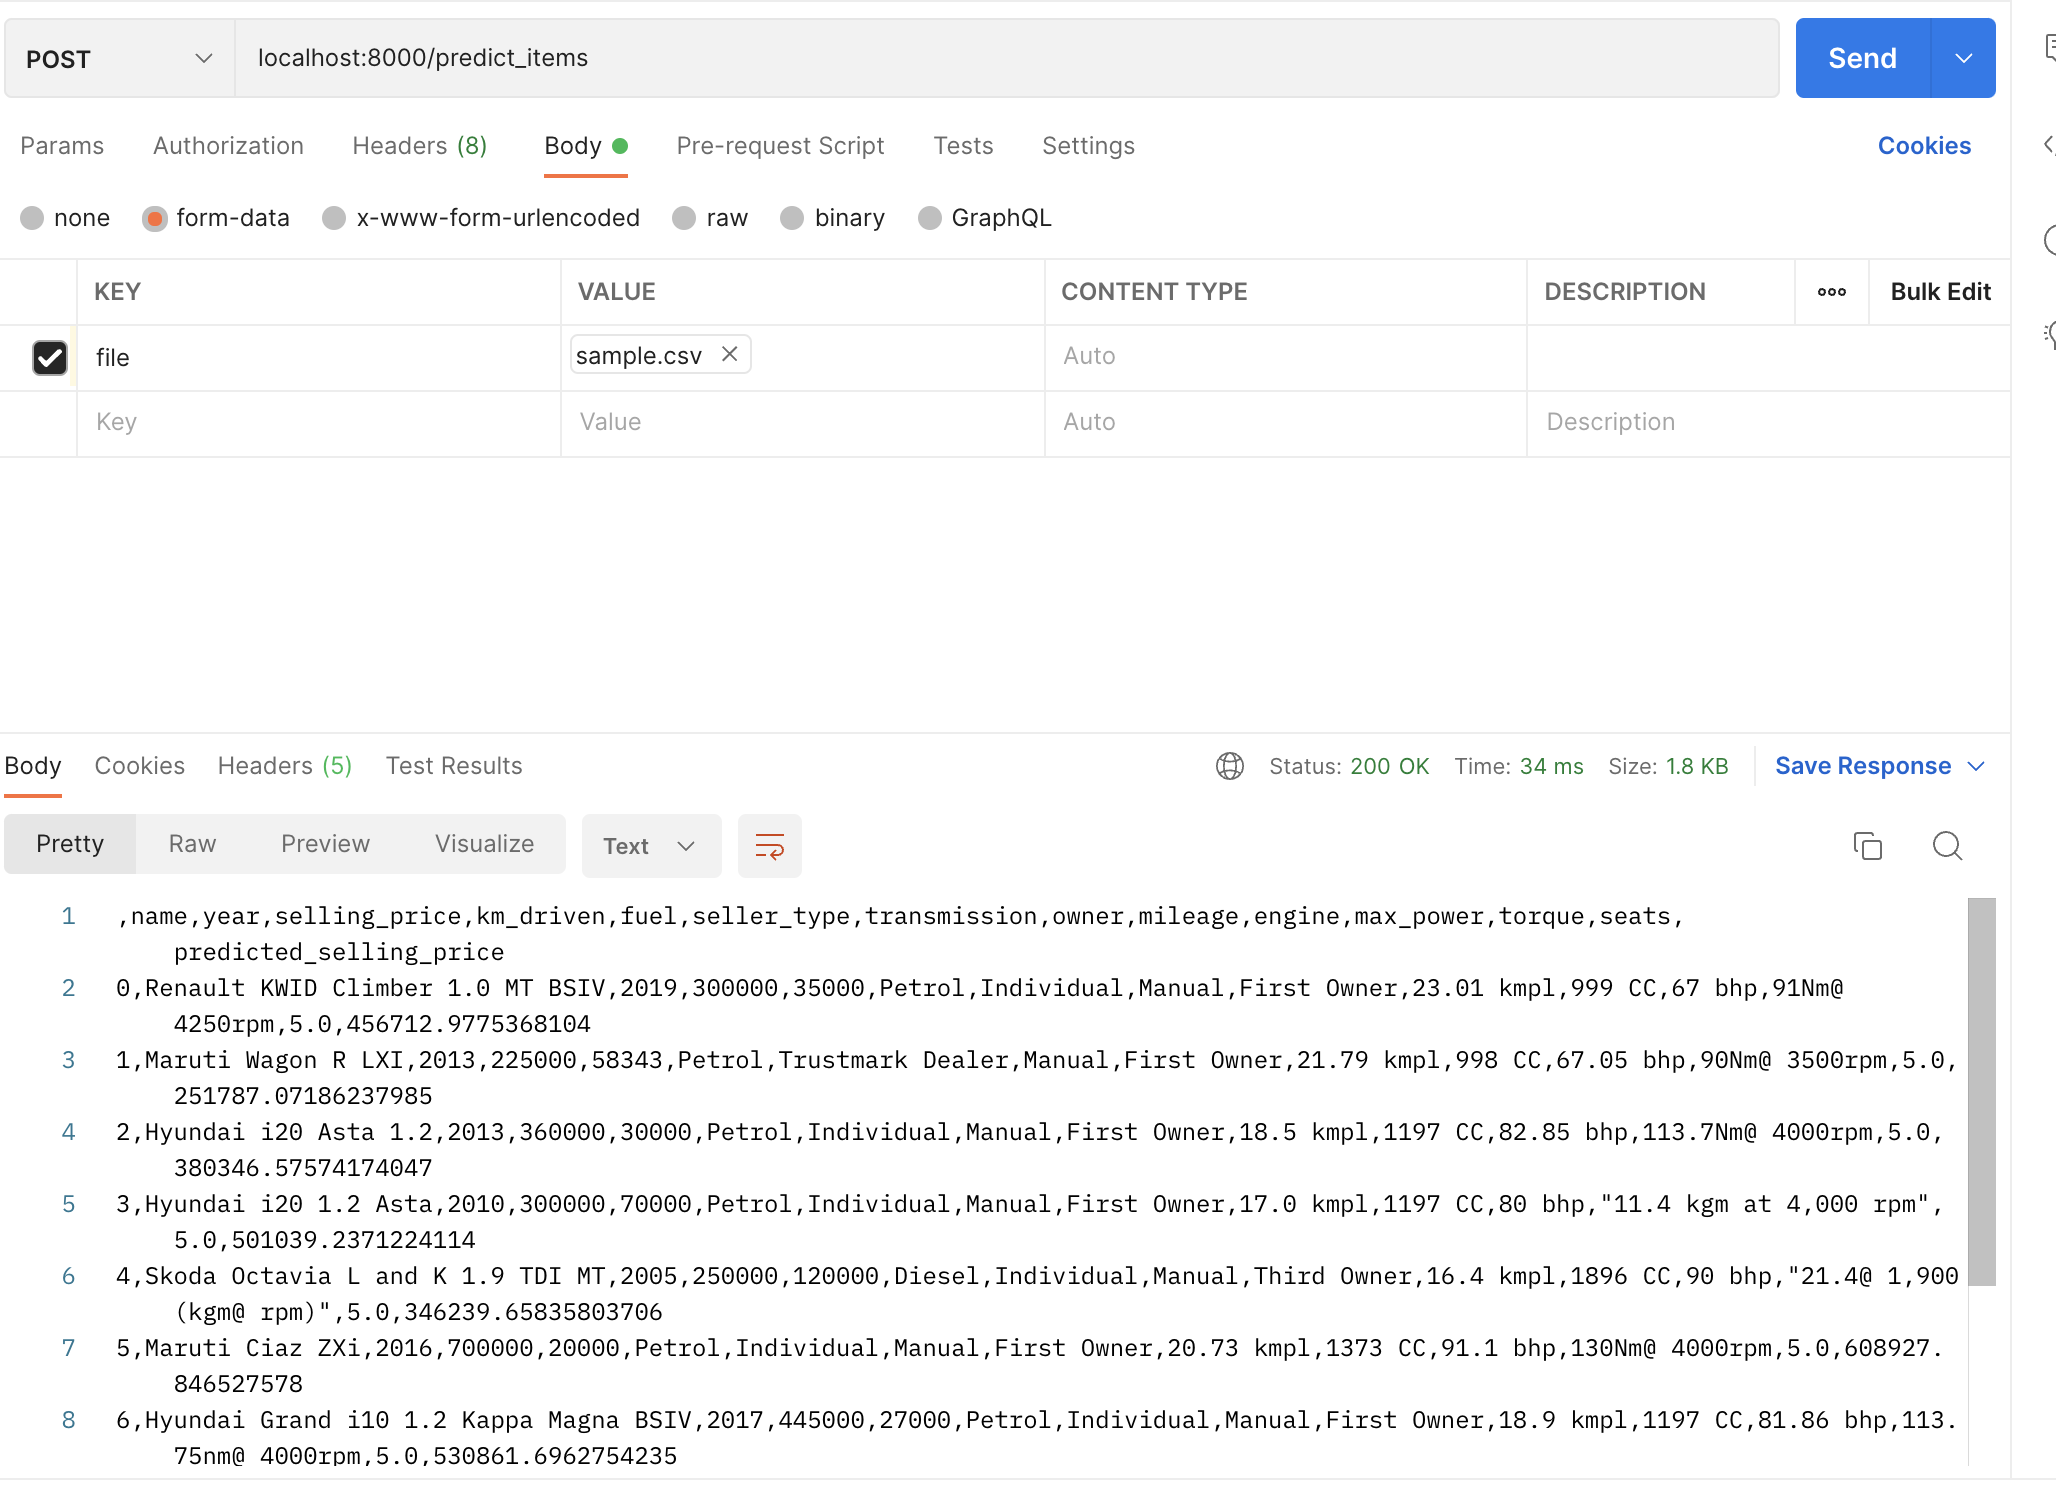 POST localhost:8000/predict_items Send
Params Authorization Headers (8) Body Pre-request Script Tests Settings Cookies
none form-data x-www-form-urlencoded raw binary GraphQL
KEY VALUE CONTENT TYPE DESCRIPTION Bulk Edit
file sample.csv Auto
Key Value Auto Description
Body Cookies Headers (5) Test Results Status: 200 OK Time: 34 ms Size: 1.8 KB Save Response
Pretty Raw Preview Visualize Text
1 ,name,year,selling_price,km_driven,fuel,seller_type,transmission,owner,mileage,engine,max_power,torque,seats,
predicted_selling_price
2 0,Renault KWID Climber 1.0 MT BSIV,2019,300000,35000,Petrol,Individual,Manual,First Owner,23.01 kmpl,999 CC,67 bhp,91Nm@
4250rpm,5.0,456712.9775368104
3 1,Maruti Wagon R LXI,2013,225000,58343,Petrol,Trustmark Dealer,Manual,First Owner,21.79 kmpl,998 CC,67.05 bhp,90Nm@ 3500rpm,5.0,
251787.07186237985
4 2,Hyundai i20 Asta 1.2,2013,360000,30000,Petrol,Individual,Manual,First Owner,18.5 kmpl,1197 CC,82.85 bhp,113.7Nm@ 4000rpm,5.0,
380346.57574174047
5 3,Hyundai i20 1.2 Asta,2010,300000,70000,Petrol,Individual,Manual,First Owner,17.0 kmpl,1197 CC,80 bhp,"11.4 kgm at 4,000 rpm",
5.0,501039.2371224114
6 4,Skoda Octavia L and K 1.9 TDI MT,2005,250000,120000,Diesel,Individual,Manual,Third Owner,16.4 kmpl,1896 CC,90 bhp,"21.4@ 1,900
(kgm@ rpm)",5.0,346239.65835803706
7 5,Maruti Ciaz ZXi,2016,700000,20000,Petrol,Individual,Manual,First Owner,20.73 kmpl,1373 CC,91.1 bhp,130Nm@ 4000rpm,5.0,608927.
846527578
8 6,Hyundai Grand i10 1.2 Kappa Magna BSIV,2017,445000,27000,Petrol,Individual,Manual,First Owner,18.9 kmpl,1197 CC,81.86 bhp,113.
75nm@ 4000rpm,5.0,530861.6962754235